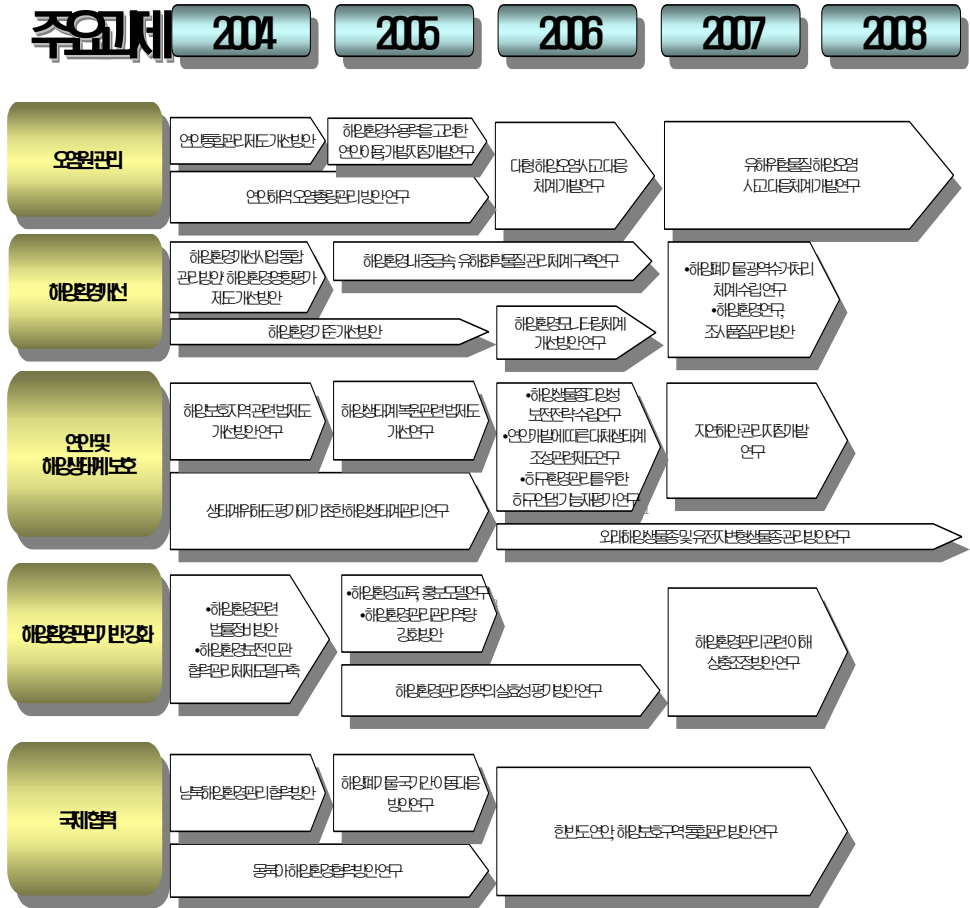 주요과제
2004
2005
2006
2007
2008
오염원관리
연안통합관리제도 개선방안
해양환경수용력을 고려한
연안이용, 개발지침개발연구
연안해역 오염총량관리 방안 연구
대형 해양오염사고 대응
체계개발연구
유해위험물질 해양오염
사고 대응체계 개발연구
해양환경개선
해양환경개선사업 통합
관리방안/ 해양환경영향평가
제도 개선방안
해양환경내 중금속, 유해화학물질 관리체계 구축연구
해양환경기준 개선방안
해양환경모니터링체계
개선방안 연구
•해양폐기물 광역수거처리
체계수립 연구
•해양환경연구,
조사품질관리방안
연안 및
해양생태계 보호
해양보호지역 관련 법제도
개선방안 연구
해양생태계 복원관련 법제도
개선연구
생태계위해도 평가에 기초한 해양생태계관리 연구
•해양생물종다양성
보전전략 수립연구
•연안개발에 따른 대체생태계
조성관련제도연구
•하구환경관리를 위한
하구언댐 기능재평가 연구
자연해안 관리지침개발
연구
외래해양생물종 및 유전자변형생물종 관리 방안 연구
해양환경관리기반강화
•해양환경관련
법률정비방안
•해양환경보전 민관
협력관리체제모델구축
•해양환경교육, 홍보모델연구
•해양환경관리 관리역량
강화방안
해양환경관리정책의 실효성 평가방안 연구
해양환경관리 관련 이해
상충조정방안 연구
국제협력
남북해양환경관리 협력방안
해양폐기물 국가간 이동대응
방안연구
동북아 해양환경협력방안 연구
한반도 연안, 해양보호구역 통합관리 방안 연구